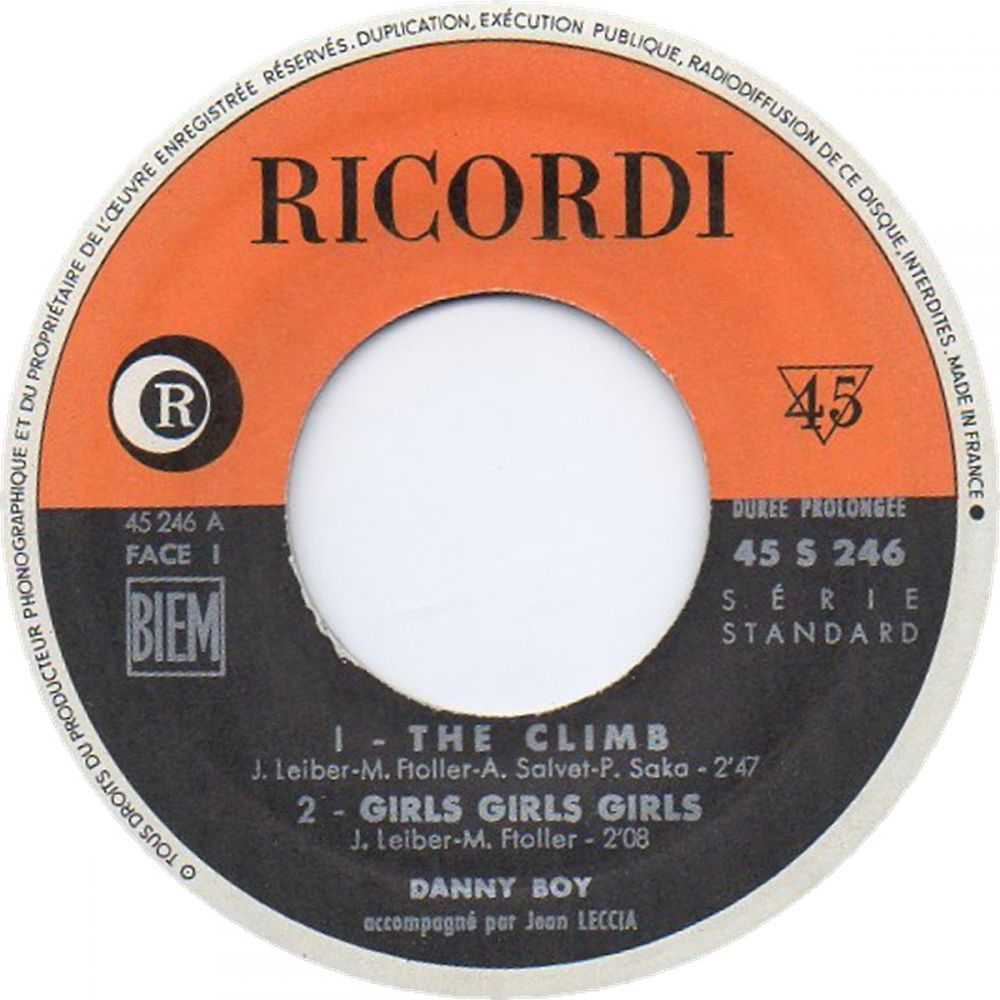 TOUS DROITS DU PRODUCTEUR PHONOGRAPHIQUE ET DU PROPRIÉTAIRE DE L'ŒUVRE ENREGISTRÉE RÉSERVÉS. DUPLICATION, EXÉCUTION PUBLIQUE, RADIODIFFUSION DE CE DISQUE, INTERDITES. MADE IN FRANCE
RICORDI
R
45
45 246 A
FACE 1
BIEM
DURÉE PROLONGÉE
45 S 246
SÉRIE
STANDARD
1 - THE CLIMB
J. Leiber-M. Ftoller-A. Salvet-P. Saka - 2'47
2 - GIRLS GIRLS GIRLS
J. Leiber-M. Ftoller - 2'08
DANNY BOY
accompagné par Jean LECCIA